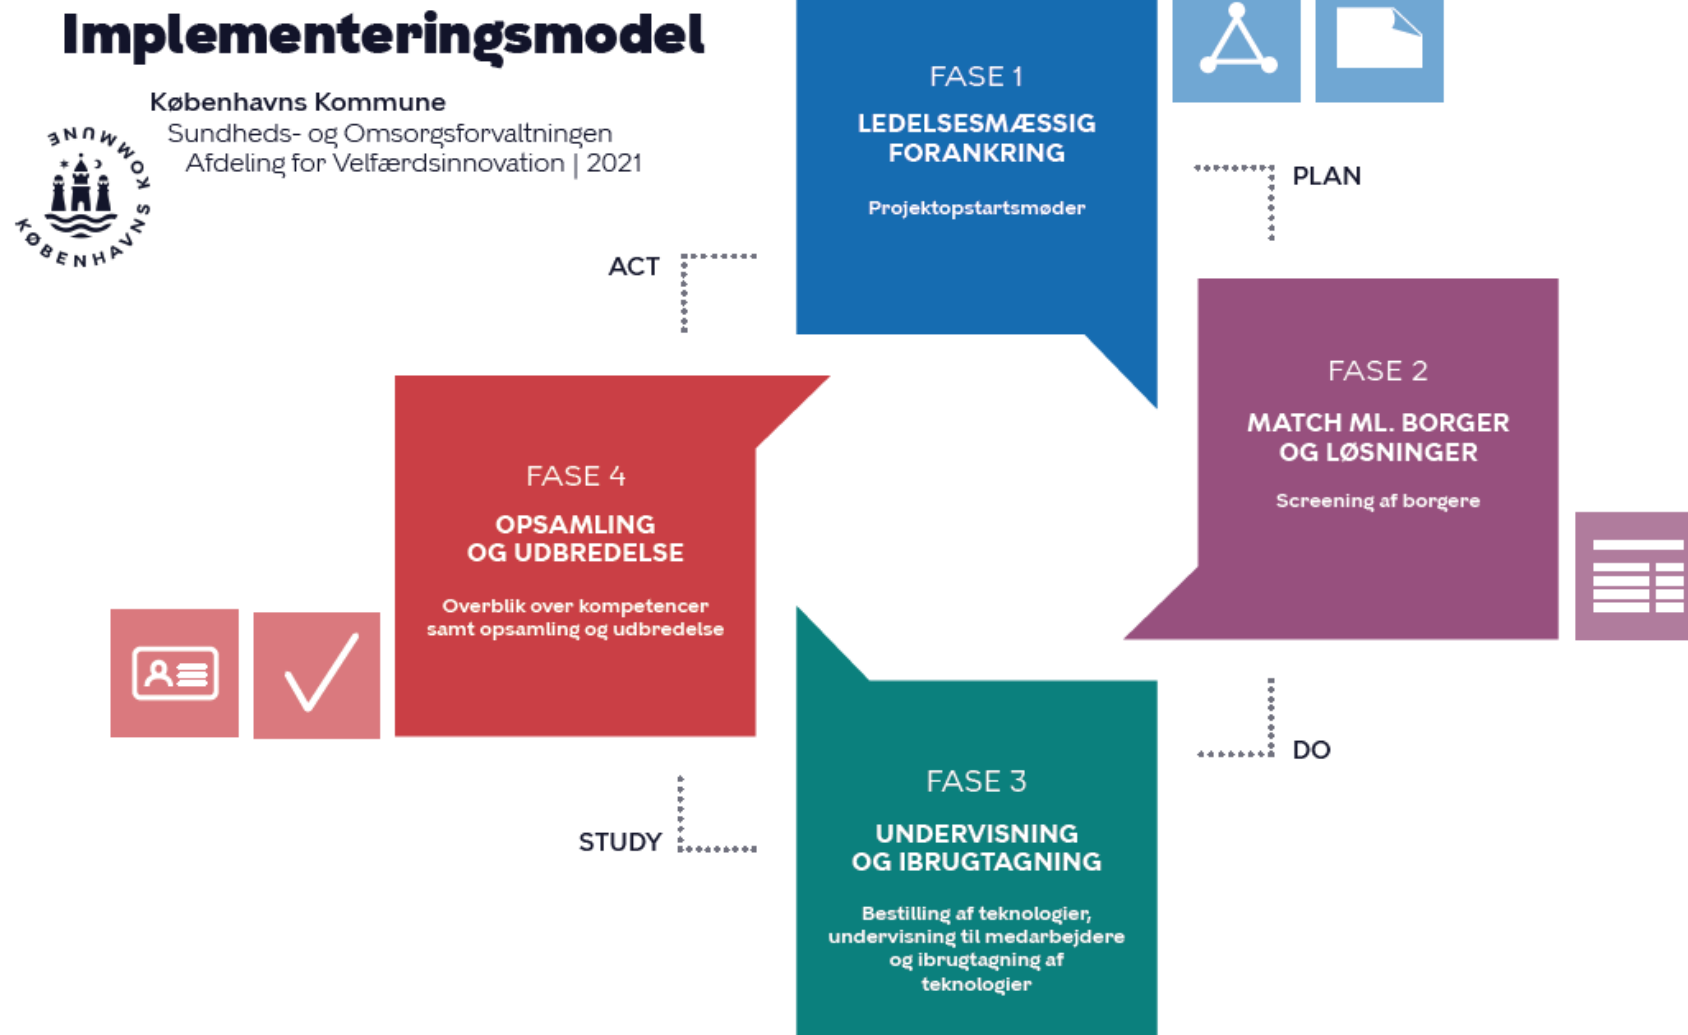 Implementeringsmodel
Københavns Kommune
Sundheds- og Omsorgsforvaltningen
Afdeling for Velfærdsinnovation | 2021
KØBENHAVNS KOMMUNE
FASE 1
LEDELSESMÆSSIG
FORANKRING
Projektopstartsmøder
PLAN
FASE 2
MATCH ML. BORGER
OG LØSNINGER
Screening af borgere
DO
FASE 3
UNDERVISNING
OG IBRUGTAGNING
Bestilling af teknologier,
undervisning til medarbejdere
og ibrugtagning af
teknologier
STUDY
FASE 4
OPSAMLING
OG UDBREDELSE
Overblik over kompetencer
samt opsamling og udbredelse
ACT